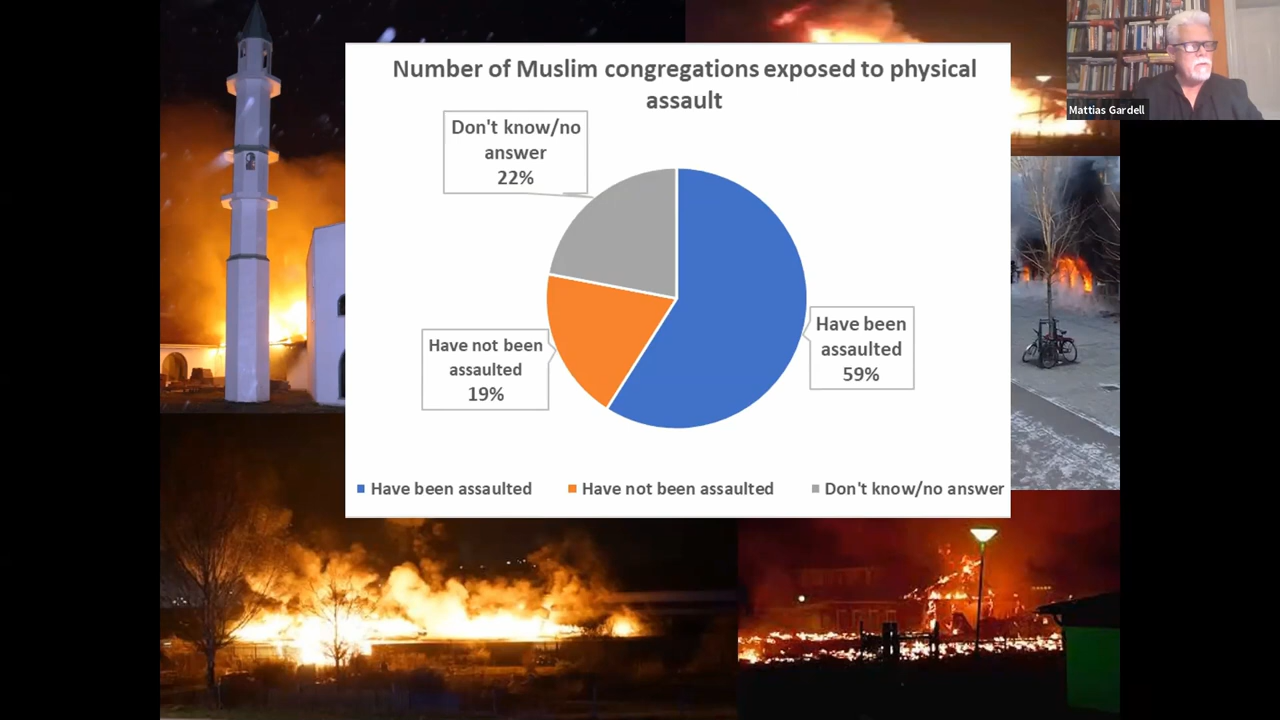 Number of Muslim congregations exposed to physical
assault
Don't know/no
answer
22%
Have been
assaulted
59%
Have not been
assaulted
19%
Have been assaulted
Have not been assaulted
Don't know/no answer
Mattias Gardell